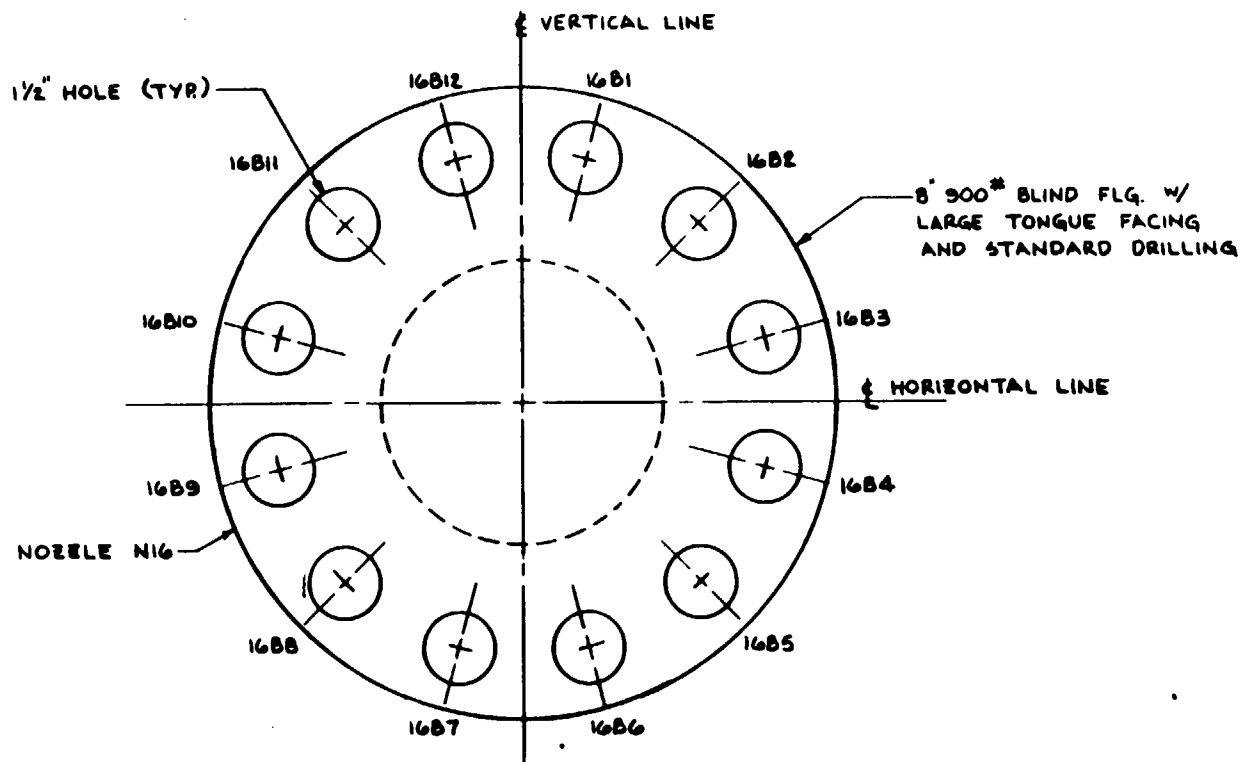 ℄ VERTICAL LINE
1½" HOLE (TYP.)
16B12
16B1
16B11
16B2
8" 900# BLIND FLG. W/
LARGE TONGUE FACING
AND STANDARD DRILLING
16B10
16B3
℄ HORIZONTAL LINE
16B9
16B4
NOZZLE N16
16B8
16B5
16B7
16B6